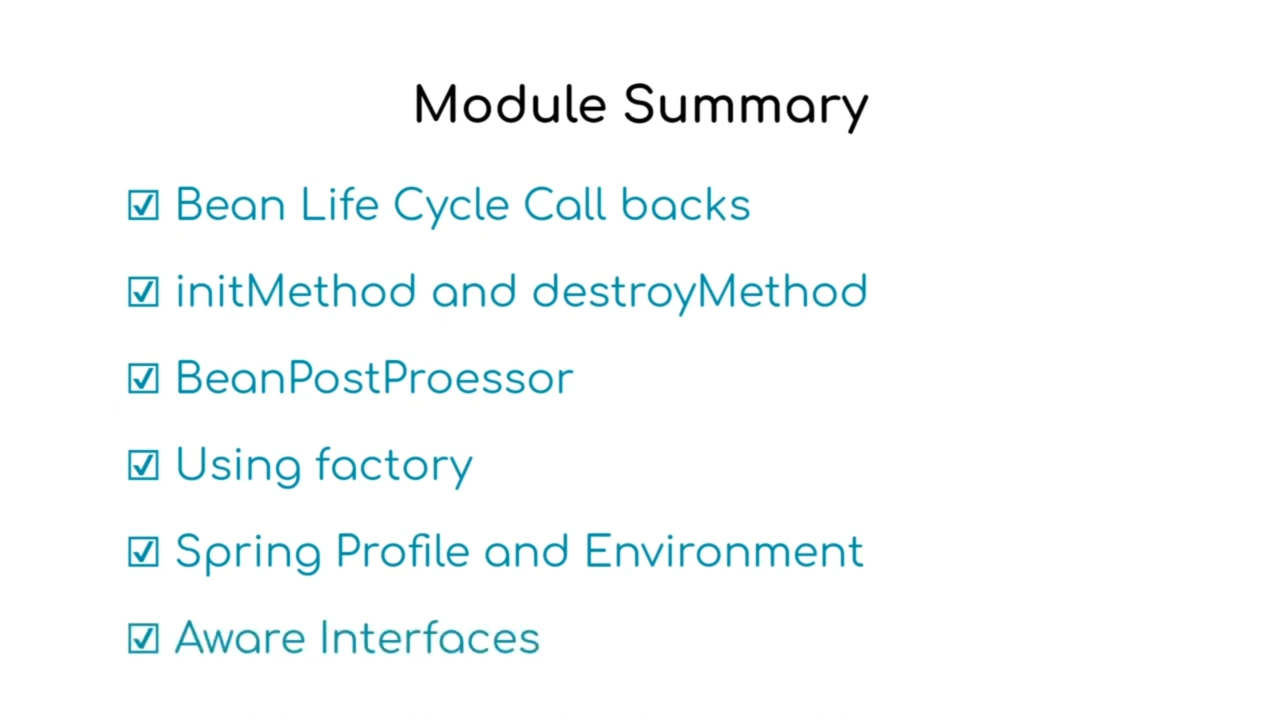 Module Summary
☑ Bean Life Cycle Call backs
☑ initMethod and destroyMethod
☑ BeanPostProessor
☑ Using factory
☑ Spring Profile and Environment
☑ Aware Interfaces